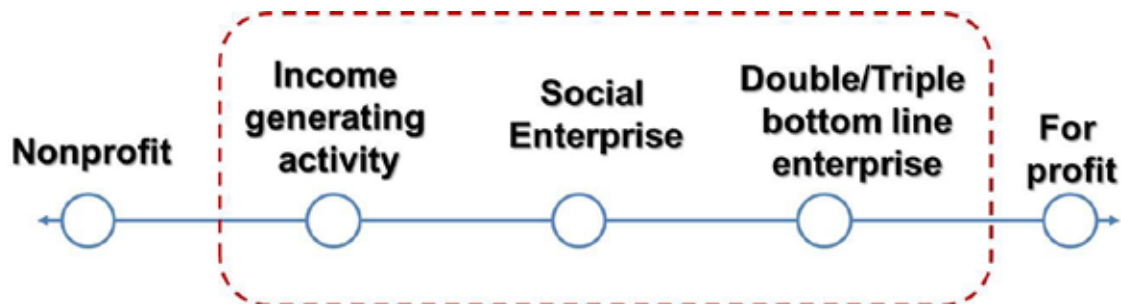 Nonprofit
Income
generating
activity
Social
Enterprise
Double/Triple
bottom line
enterprise
For
profit